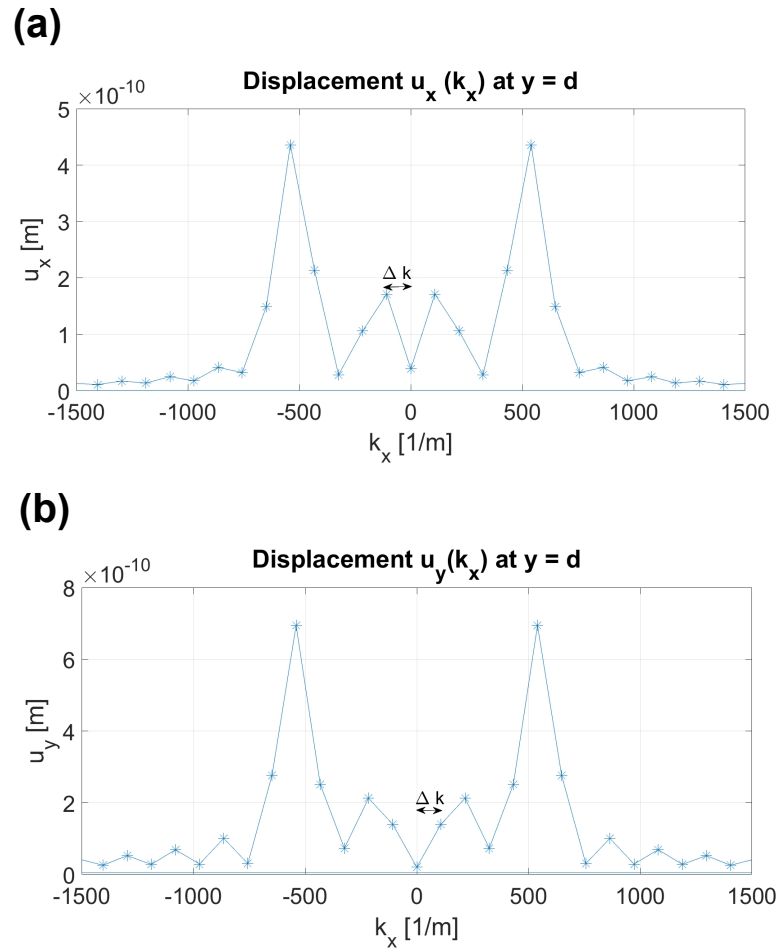 (a)
Displacement u_x (k_x) at y = d
×10^-10
5
4
3
2
1
0
u_x [m]
Δ k
-1500 -1000 -500 0 500 1000 1500
k_x [1/m]
(b)
Displacement u_y(k_x) at y = d
×10^-10
8
6
4
2
0
u_y [m]
Δ k
-1500 -1000 -500 0 500 1000 1500
k_x [1/m]